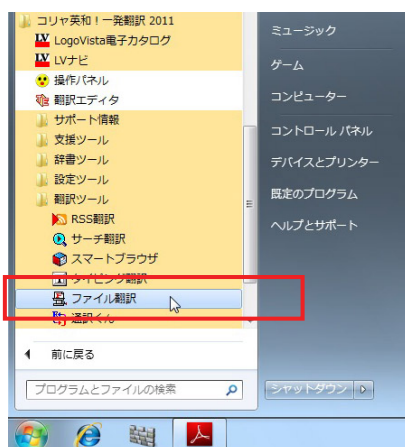 コリャ英和！一発翻訳 2011
LogoVista電子カタログ
LVナビ
操作パネル
翻訳エディタ
サポート情報
支援ツール
辞書ツール
設定ツール
翻訳ツール
RSS翻訳
サーチ翻訳
スマートブラウザ
タイピング翻訳
ファイル翻訳
通訳くん
前に戻る
プログラムとファイルの検索
ミュージック
ゲーム
コンピューター
コントロール パネル
デバイスとプリンター
既定のプログラム
ヘルプとサポート
シャットダウン